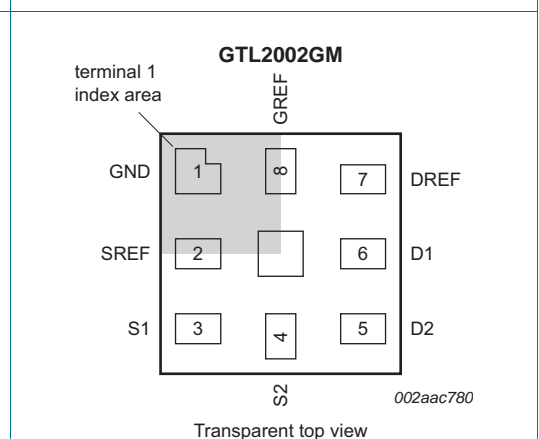 GTL2002GM
terminal 1
index area
GREF
GND 1 8 7 DREF
SREF 2 6 D1
S1 3 4 5 D2
S2
002aac780
Transparent top view